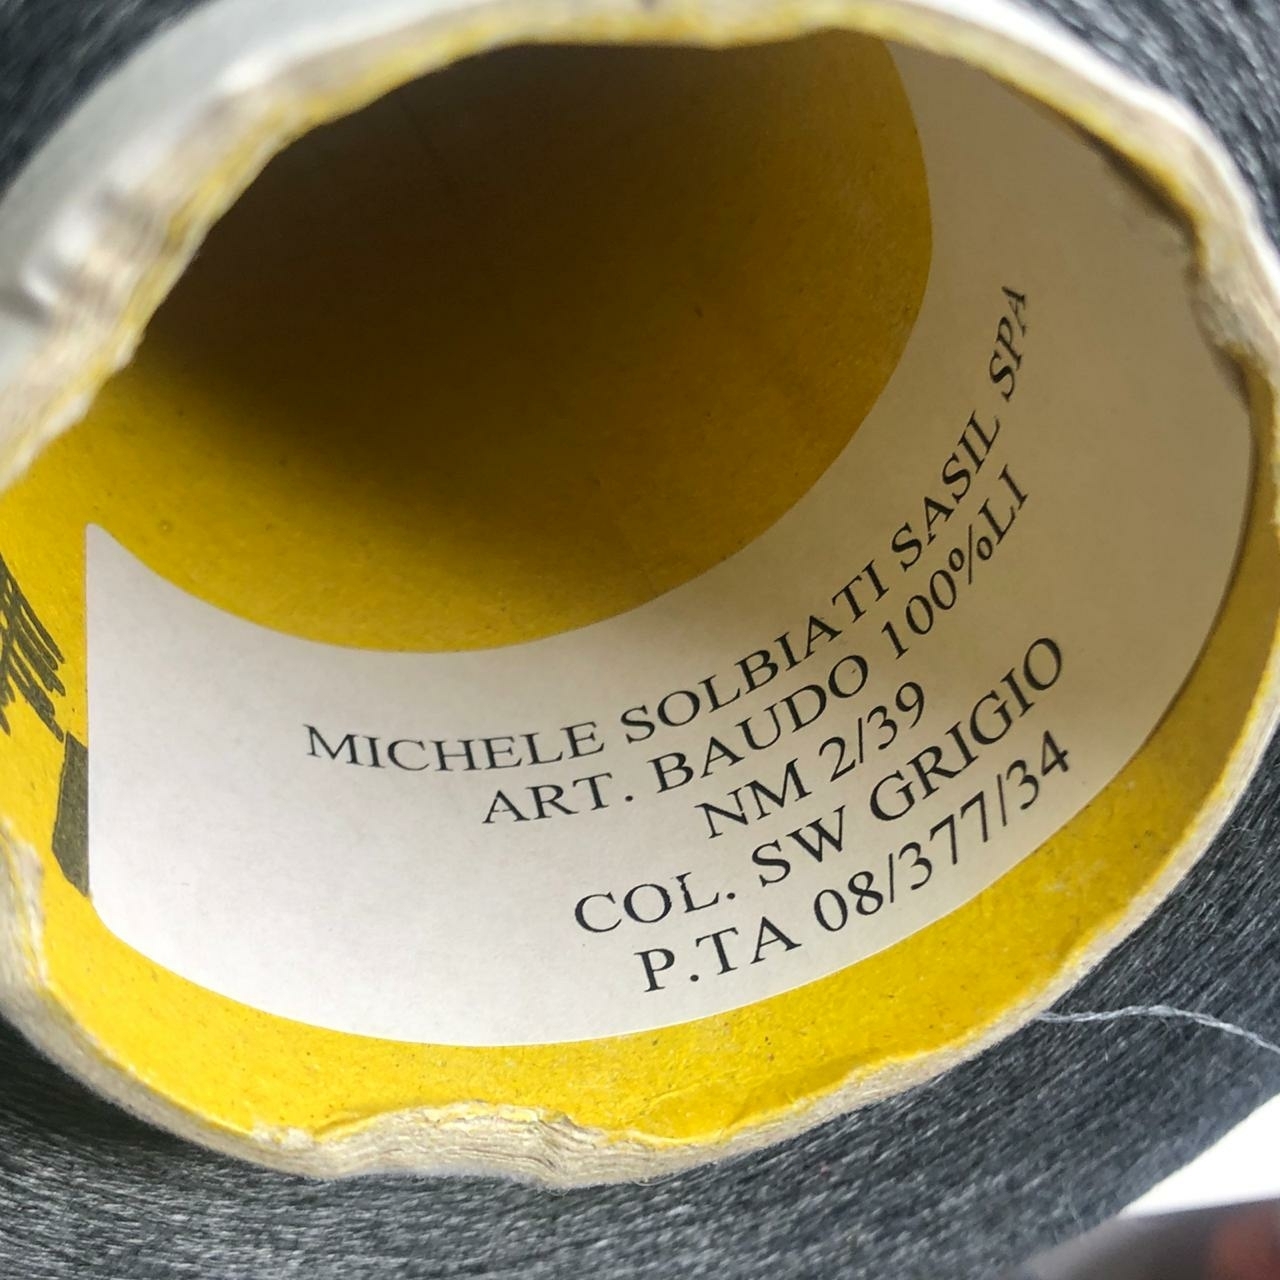 MICHELE SOLBIATI SASIL SPA
ART. BAUDO 100%LI
NM 2/39
COL. SW GRIGIO
P.TA 08/377/34